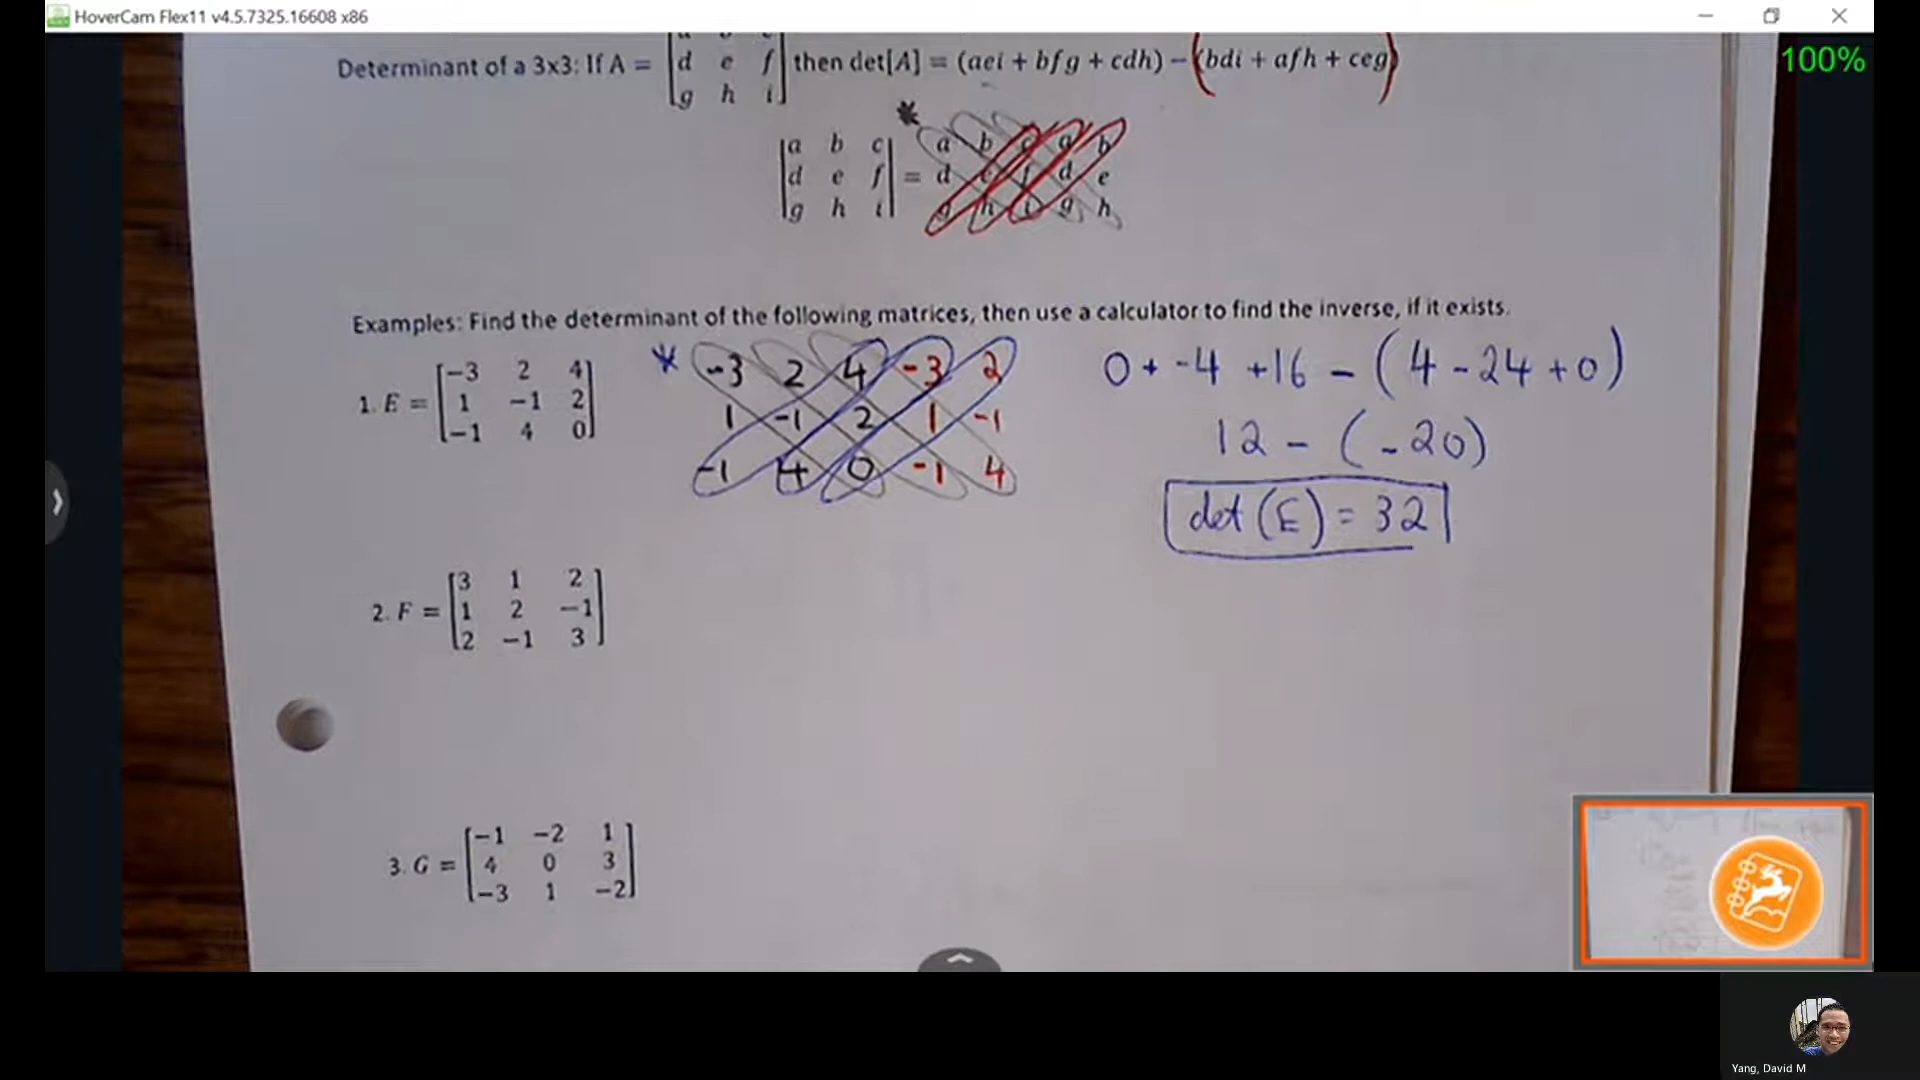 HoverCam Flex11 v4.5.7325.16608 x86
100%
Determinant of a 3x3: If A = [d e f g h i] then det[A] = (aei + bfg + cdh) − (bdi + afh + ceg)
*
|a b c| a b c a b
|d e f| = d e f d e
|g h i| g h i g h
Examples: Find the determinant of the following matrices, then use a calculator to find the inverse, if it exists.
[−3 2 4] * -3 2 4 -3 2 0 + -4 +16 - (4 - 24 + 0)
1. E = [1 −1 2] 1 -1 2 1 -1 12 - (-20)
[−1 4 0] -1 4 0 -1 4 det (E) = 32
[3 1 2]
2. F = [1 2 −1]
[2 −1 3]
[−1 −2 1]
3. G = [4 0 3]
[−3 1 −2]
Yang, David M